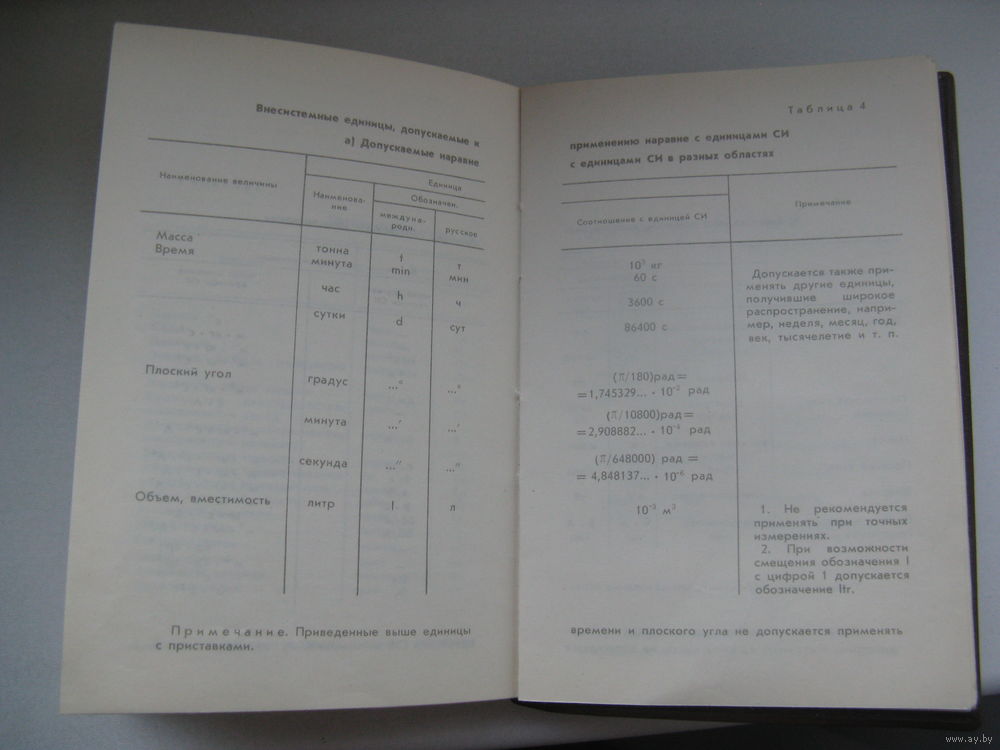 Внесистемные единицы, допускаемые к
а) Допускаемые наравне
Наименование величины
Единица
Наименова-
ние
Обозначен.
междуна-
родн.
русское
Масса тонна t т
Время минута min мин
час h ч
сутки d сут
Плоский угол градус ...° ...°
минута ...′ ...′
секунда ...″ ...″
Объем, вместимость литр l л
Примечание. Приведенные выше единицы
с приставками.
Таблица 4
применению наравне с единицами СИ
с единицами СИ в разных областях
Соотношение с единицей СИ
Примечание
10³ кг
60 с
3600 с
86400 с
Допускается также при-
менять другие единицы,
получившие широкое
распространение, напри-
мер, неделя, месяц, год,
век, тысячелетие и т. п.
(π/180)рад=
=1,745329... · 10⁻² рад
(π/10800)рад=
=2,908882... · 10⁻⁴ рад
(π/648000) рад =
= 4,848137... · 10⁻⁶ рад
10⁻³ м³
1. Не рекомендуется
применять при точных
измерениях.
2. При возможности
смещения обозначения l
с цифрой 1 допускается
обозначение ltr.
времени и плоского угла не допускается применять
www.ay.by